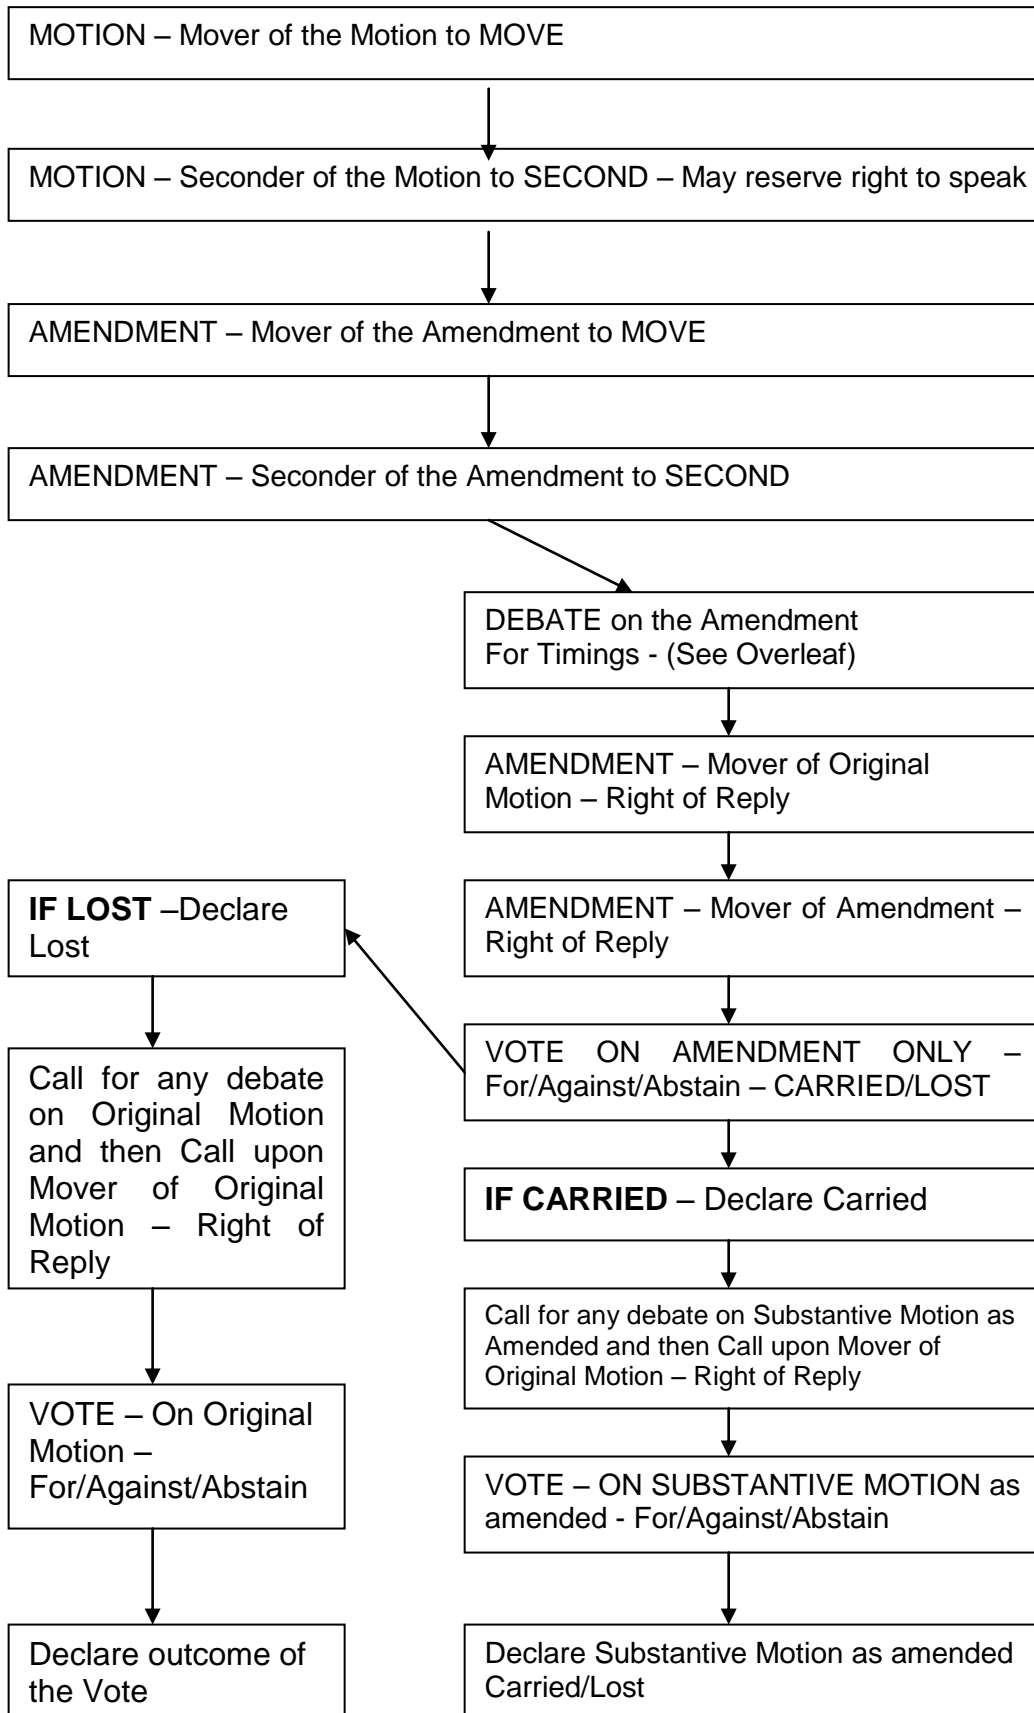 MOTION – Mover of the Motion to MOVE
MOTION – Seconder of the Motion to SECOND – May reserve right to speak
AMENDMENT – Mover of the Amendment to MOVE
AMENDMENT – Seconder of the Amendment to SECOND
DEBATE on the Amendment
For Timings - (See Overleaf)
AMENDMENT – Mover of Original
Motion – Right of Reply
AMENDMENT – Mover of Amendment –
Right of Reply
VOTE ON AMENDMENT ONLY –
For/Against/Abstain – CARRIED/LOST
IF LOST –Declare
Lost
Call for any debate
on Original Motion
and then Call upon
Mover of Original
Motion – Right of
Reply
VOTE – On Original
Motion –
For/Against/Abstain
Declare outcome of
the Vote
IF CARRIED – Declare Carried
Call for any debate on Substantive Motion as
Amended and then Call upon Mover of
Original Motion – Right of Reply
VOTE – ON SUBSTANTIVE MOTION as
amended - For/Against/Abstain
Declare Substantive Motion as amended
Carried/Lost